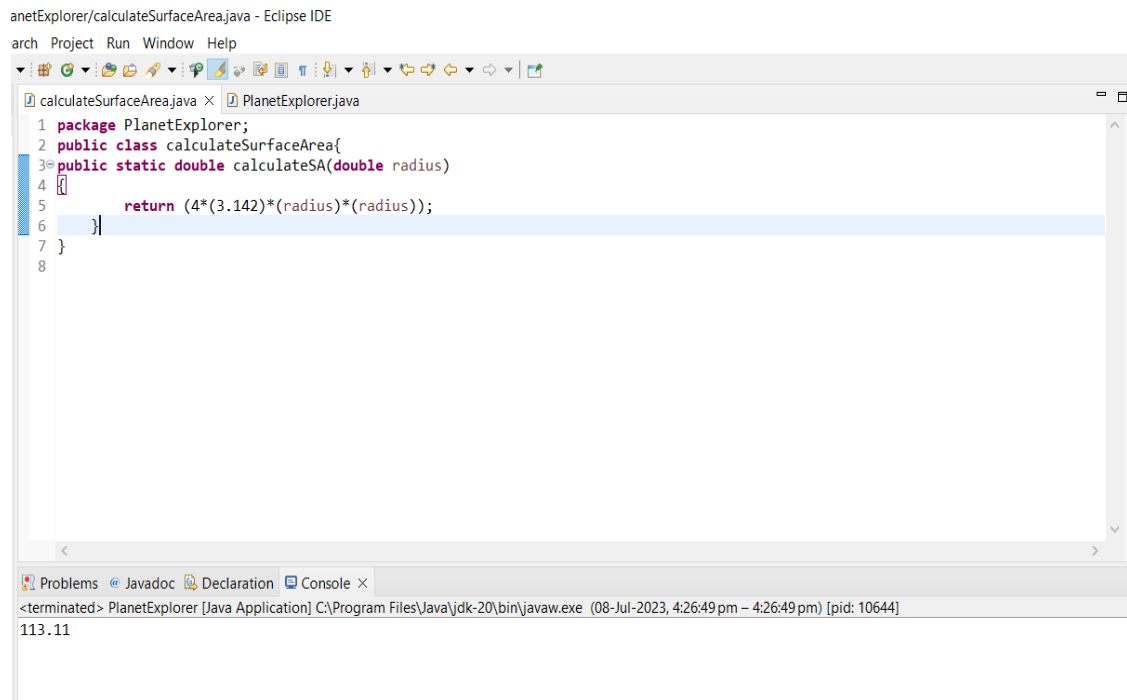 anetExplorer/calculateSurfaceArea.java - Eclipse IDE
arch Project Run Window Help
calculateSurfaceArea.java PlanetExplorer.java
1 package PlanetExplorer;
2 public class calculateSurfaceArea{
3 public static double calculateSA(double radius)
4 {
5 return (4*(3.142)*(radius)*(radius));
6 }
7 }
8
Problems Javadoc Declaration Console
<terminated> PlanetExplorer [Java Application] C:\Program Files\Java\jdk-20\bin\javaw.exe (08-Jul-2023, 4:26:49 pm – 4:26:49 pm) [pid: 10644]
113.11